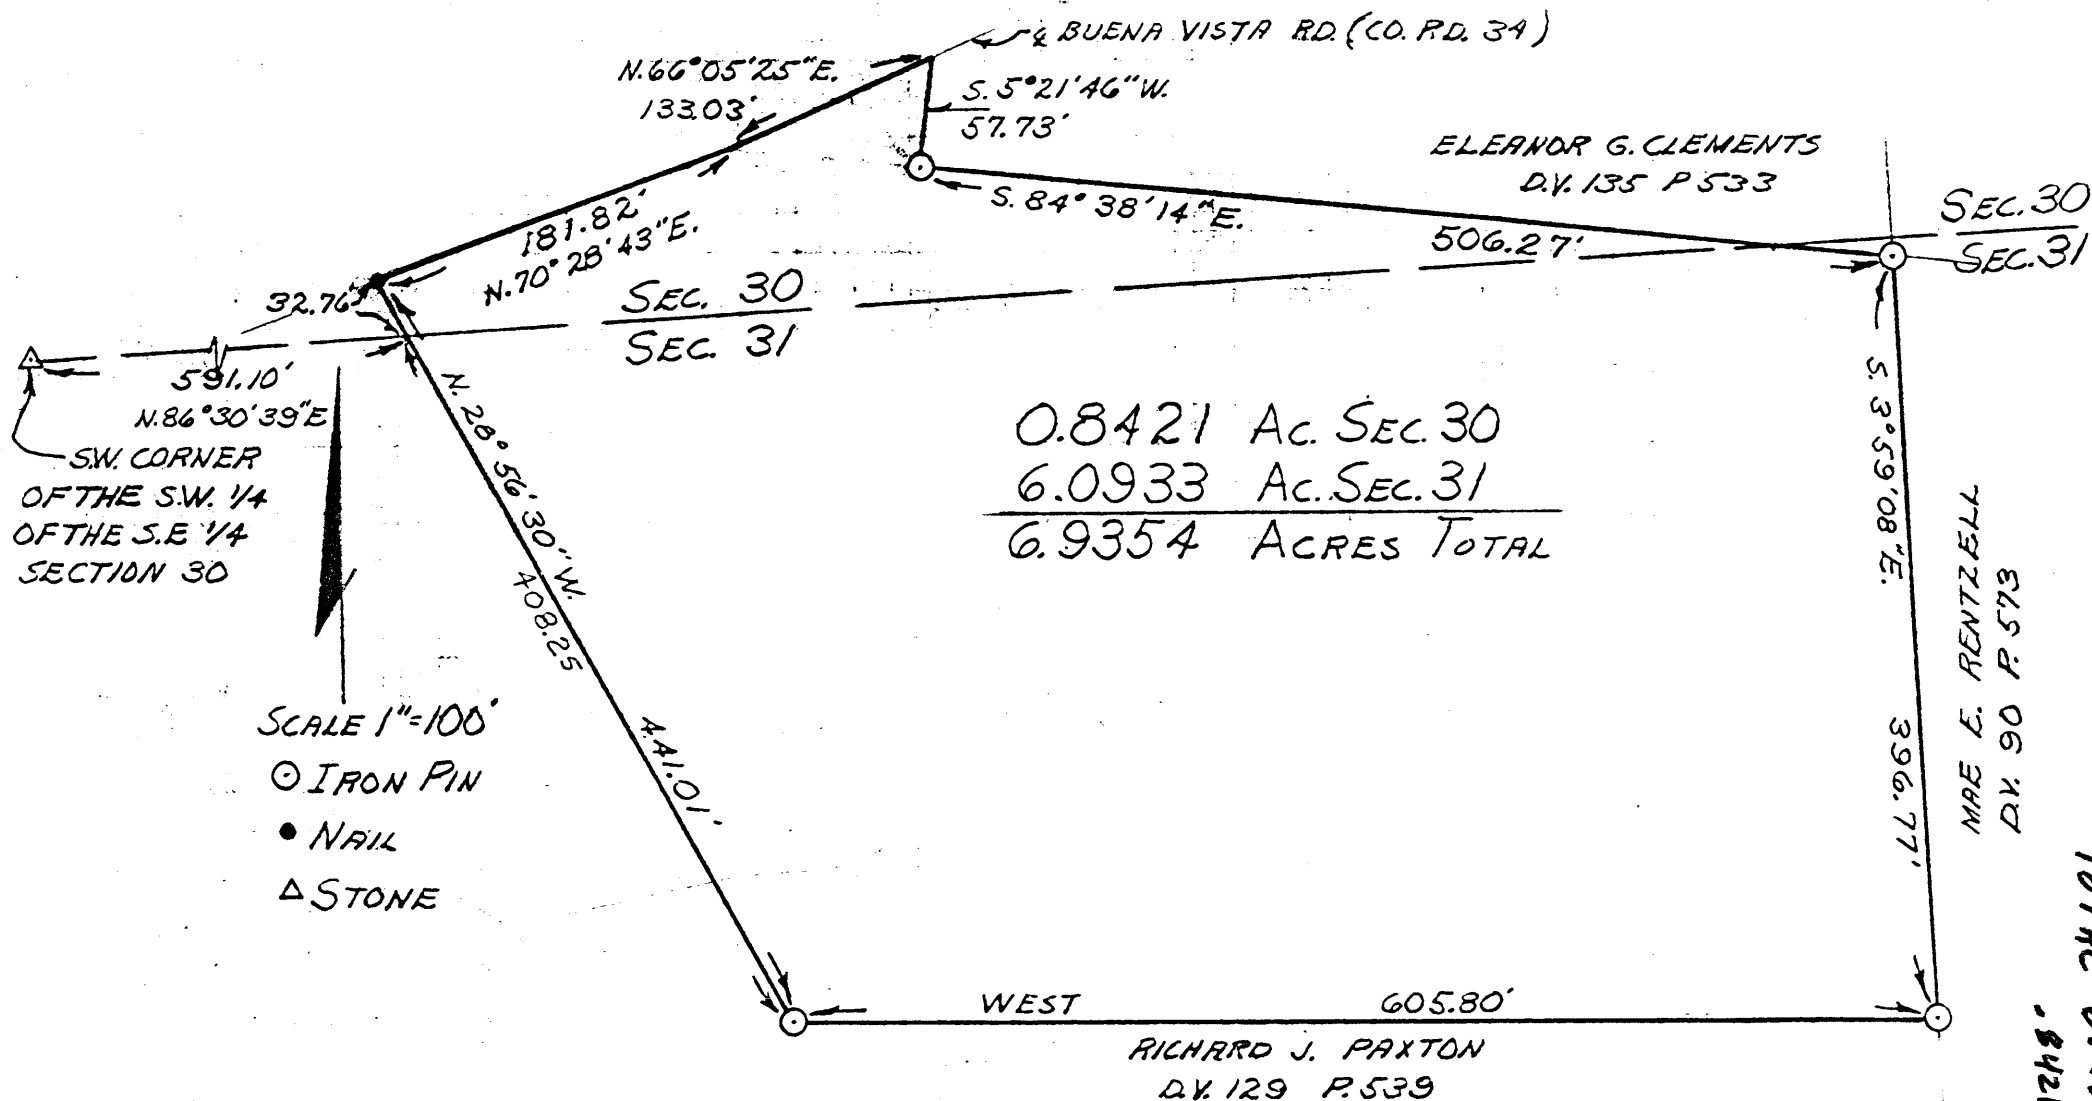 ℄ BUENA VISTA RD. (CO. RD. 34)
N.66°05'25"E.
133.03'
S. 5°21'46"W.
57.73'
ELEANOR G. CLEMENTS
D.V. 135 P 533
SEC. 30
SEC. 31
S. 84°38'14"E.
506.27'
181.82'
N.70°28'43"E.
32.76'
SEC. 30
SEC. 31
591.10'
N.86°30'39"E
S.W. CORNER
OF THE S.W. 1/4
OF THE S.E 1/4
SECTION 30
N. 28°56'30"W.
408.25
441.01'
0.8421 AC. SEC. 30
6.0933 AC. SEC. 31
6.9354 ACRES TOTAL
S. 3°59'08"E.
396.77'
MAE E. RENTZELL
D.V. 90 P. 573
SCALE 1"=100'
IRON PIN
NAIL
STONE
WEST 605.80'
RICHARD J. PAXTON
D.V. 129 P. 539
.842